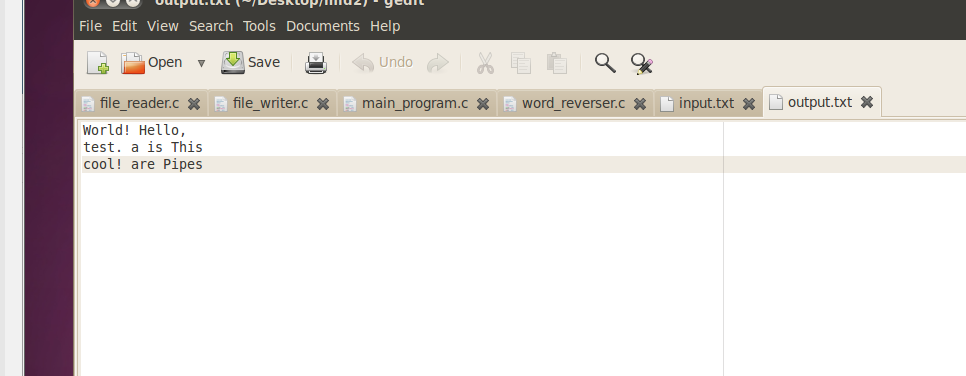 output.txt (~/Desktop/mid2) - gedit
File Edit View Search Tools Documents Help
Open Save Undo
file_reader.c file_writer.c main_program.c word_reverser.c input.txt output.txt
World! Hello,
test. a is This
cool! are Pipes